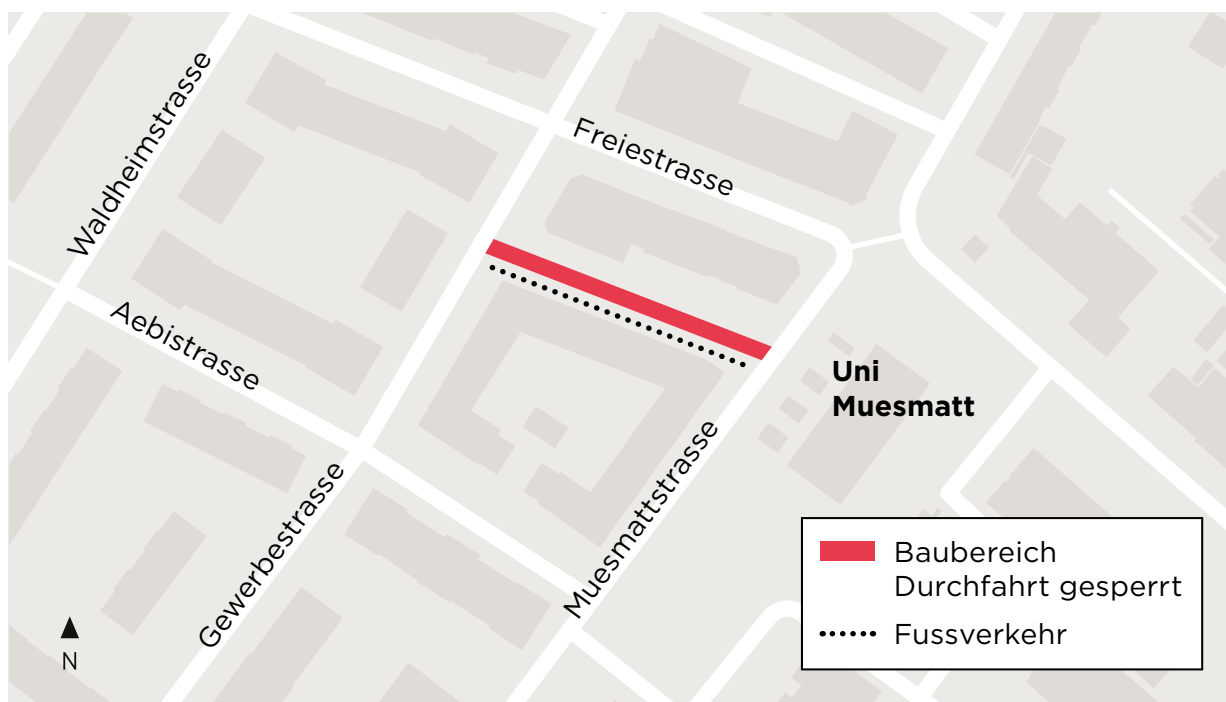 Waldheimstrasse
Freiestrasse
Aebistrasse
Uni
Muesmatt
Gewerbestrasse
Muesmattstrasse
Baubereich
Durchfahrt gesperrt
Fussverkehr
N